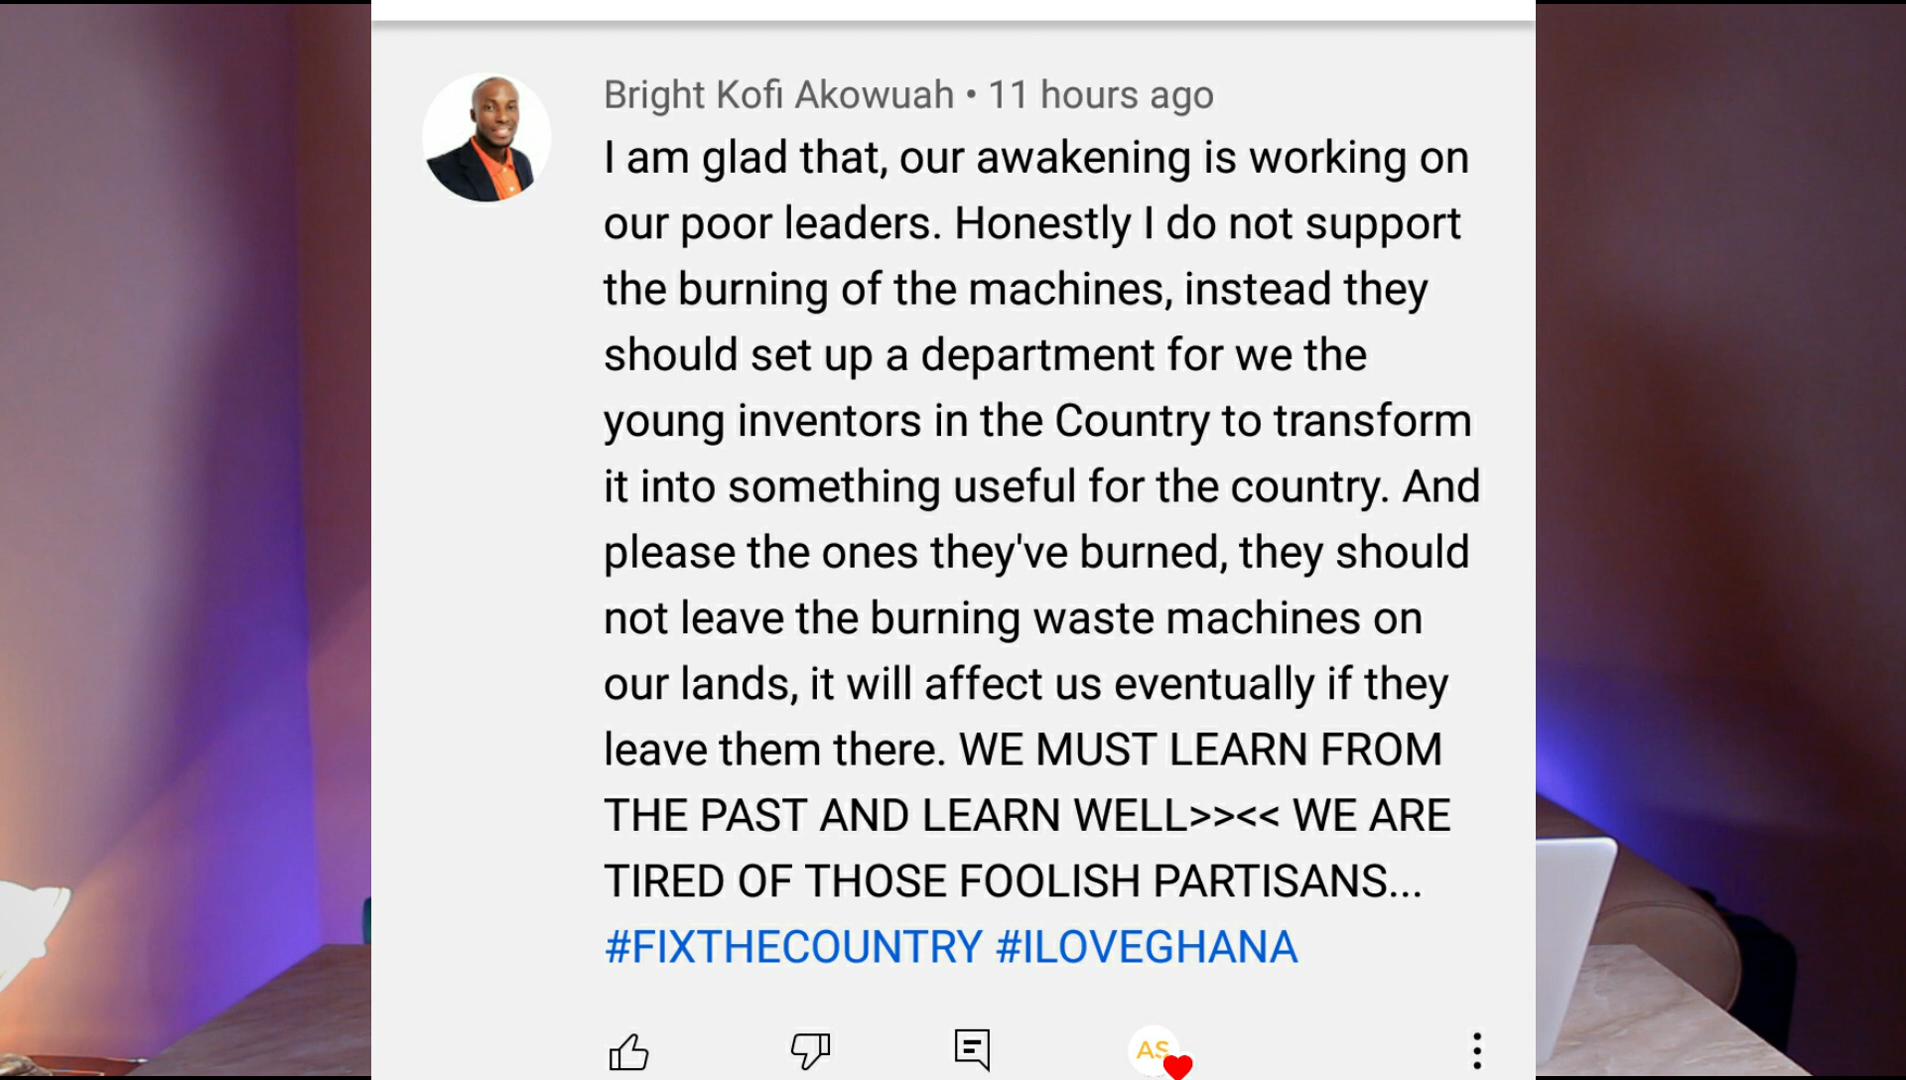 Bright Kofi Akowuah • 11 hours ago
I am glad that, our awakening is working on
our poor leaders. Honestly I do not support
the burning of the machines, instead they
should set up a department for we the
young inventors in the Country to transform
it into something useful for the country. And
please the ones they've burned, they should
not leave the burning waste machines on
our lands, it will affect us eventually if they
leave them there. WE MUST LEARN FROM
THE PAST AND LEARN WELL>><< WE ARE
TIRED OF THOSE FOOLISH PARTISANS...
#FIXTHECOUNTRY #ILOVEGHANA
AS